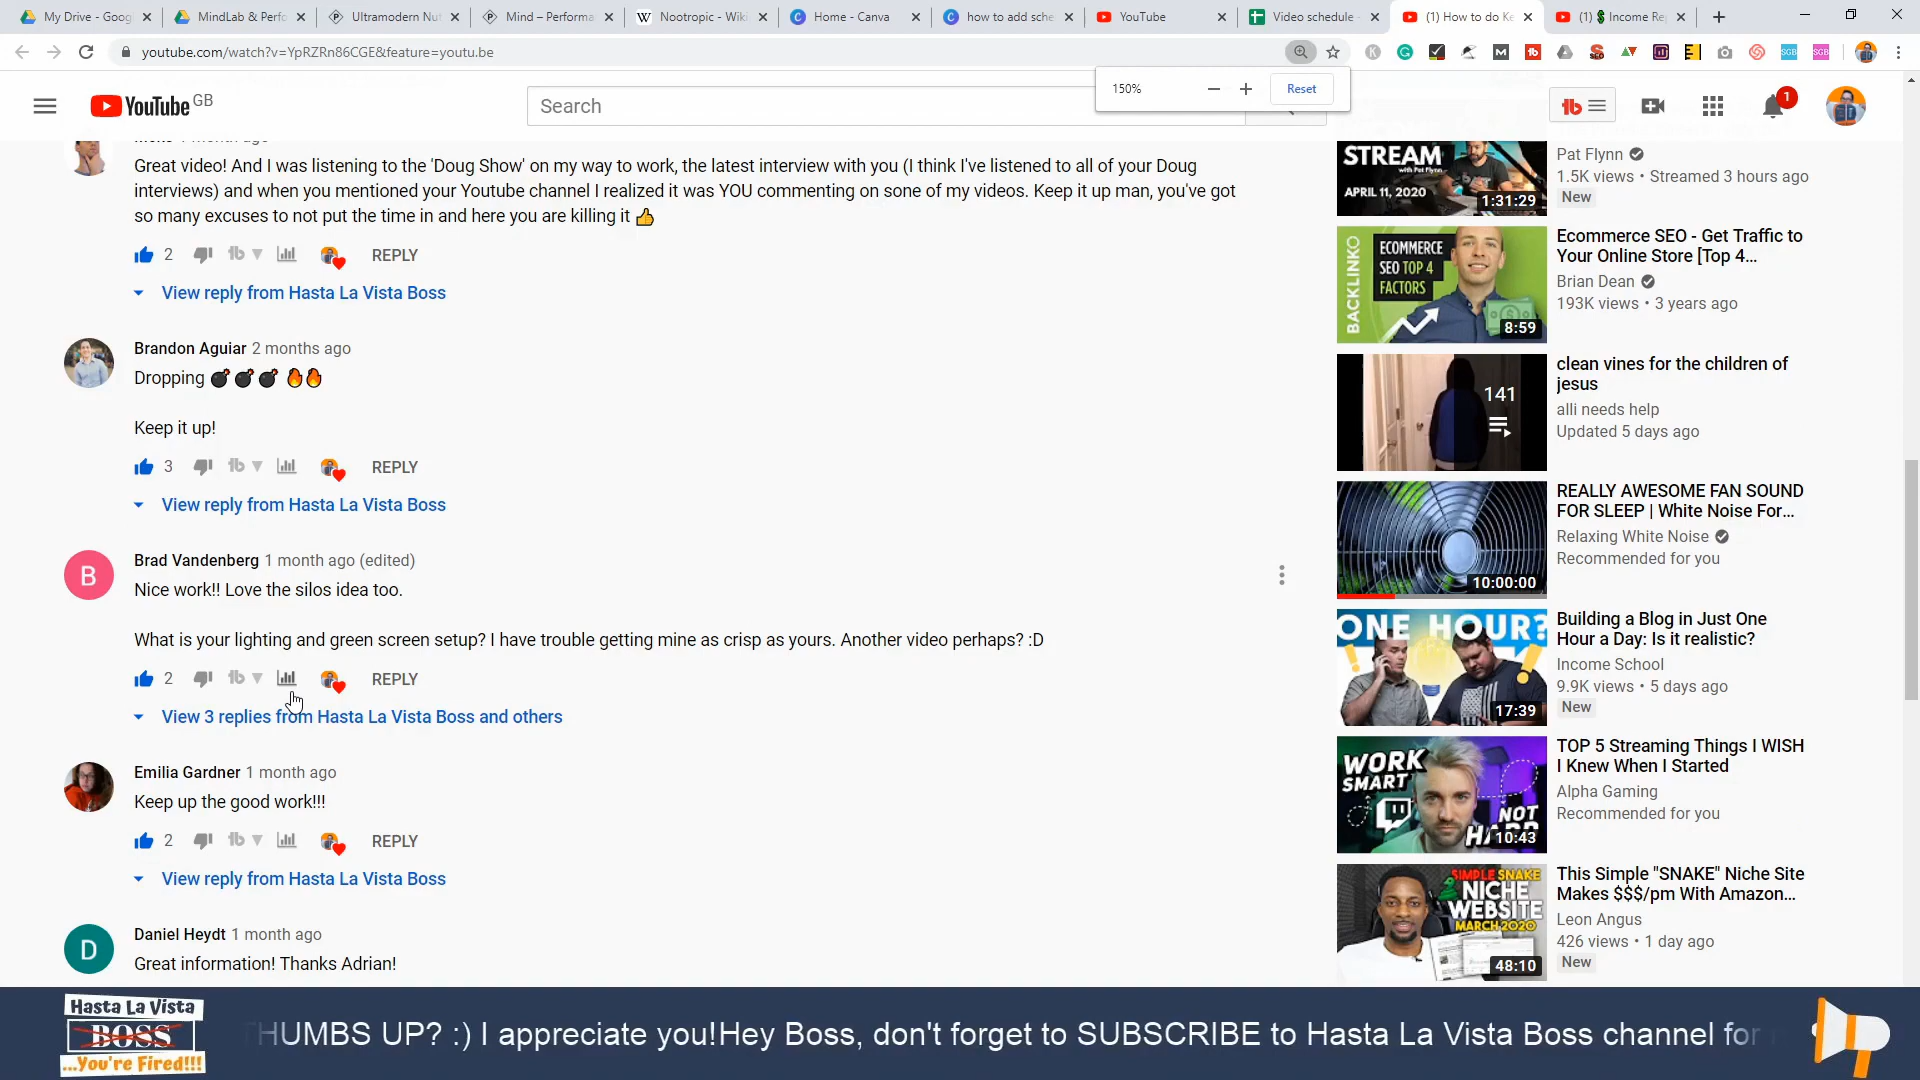 My Drive - Goog
MindLab & Perfo
Ultramodern Nut
Mind – Performa
Nootropic - Wiki
Home - Canva
how to add sche
YouTube
Video schedule
(1) How to do Ke
(1) 💲 Income Re
youtube.com/watch?v=YpRZRn86CGE&feature=youtu.be
150%
Reset
YouTube GB
Search
1
Great video! And I was listening to the 'Doug Show' on my way to work, the latest interview with you (I think I've listened to all of your Doug
interviews) and when you mentioned your Youtube channel I realized it was YOU commenting on sone of my videos. Keep it up man, you've got
so many excuses to not put the time in and here you are killing it 👍
2 REPLY
View reply from Hasta La Vista Boss
Brandon Aguiar 2 months ago
Dropping 💣💣💣 🔥🔥
Keep it up!
3 REPLY
View reply from Hasta La Vista Boss
Brad Vandenberg 1 month ago (edited)
B
Nice work!! Love the silos idea too.
What is your lighting and green screen setup? I have trouble getting mine as crisp as yours. Another video perhaps? :D
2 REPLY
View 3 replies from Hasta La Vista Boss and others
Emilia Gardner 1 month ago
Keep up the good work!!!
2 REPLY
View reply from Hasta La Vista Boss
Daniel Heydt 1 month ago
D
Great information! Thanks Adrian!
STREAM
with Pat Flynn
APRIL 11, 2020
1:31:29
Pat Flynn
1.5K views • Streamed 3 hours ago
New
BACKLINKO
ECOMMERCE
SEO TOP 4
FACTORS
8:59
Ecommerce SEO - Get Traffic to
Your Online Store [Top 4...
Brian Dean
193K views • 3 years ago
141
clean vines for the children of
jesus
alli needs help
Updated 5 days ago
10:00:00
REALLY AWESOME FAN SOUND
FOR SLEEP | White Noise For...
Relaxing White Noise
Recommended for you
ONE HOUR?
17:39
Building a Blog in Just One
Hour a Day: Is it realistic?
Income School
9.9K views • 5 days ago
New
WORK
SMART
NOT
HARD
10:43
TOP 5 Streaming Things I WISH
I Knew When I Started
Alpha Gaming
Recommended for you
SIMPLE SNAKE
NICHE
WEBSITE
MARCH 2020
48:10
This Simple "SNAKE" Niche Site
Makes $$$/pm With Amazon...
Leon Angus
426 views • 1 day ago
New
Hasta La Vista
BOSS
...You're Fired!!!
THUMBS UP? :) I appreciate you!Hey Boss, don't forget to SUBSCRIBE to Hasta La Vista Boss channel for